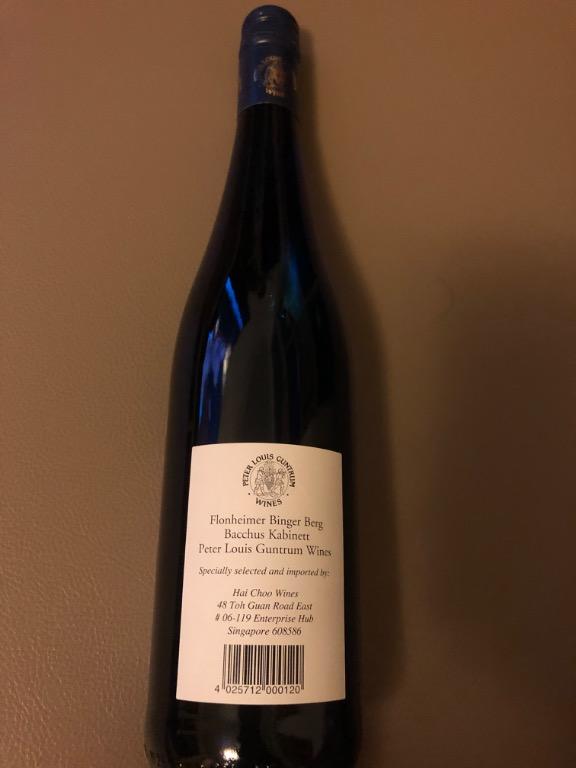 PETER LOUIS GUNTRUM
WINES
Flonheimer Binger Berg
Bacchus Kabinett
Peter Louis Guntrum Wines
Specially selected and imported by:
Hai Choo Wines
48 Toh Guan Road East
# 06-119 Enterprise Hub
Singapore 608586
4 025712 000120